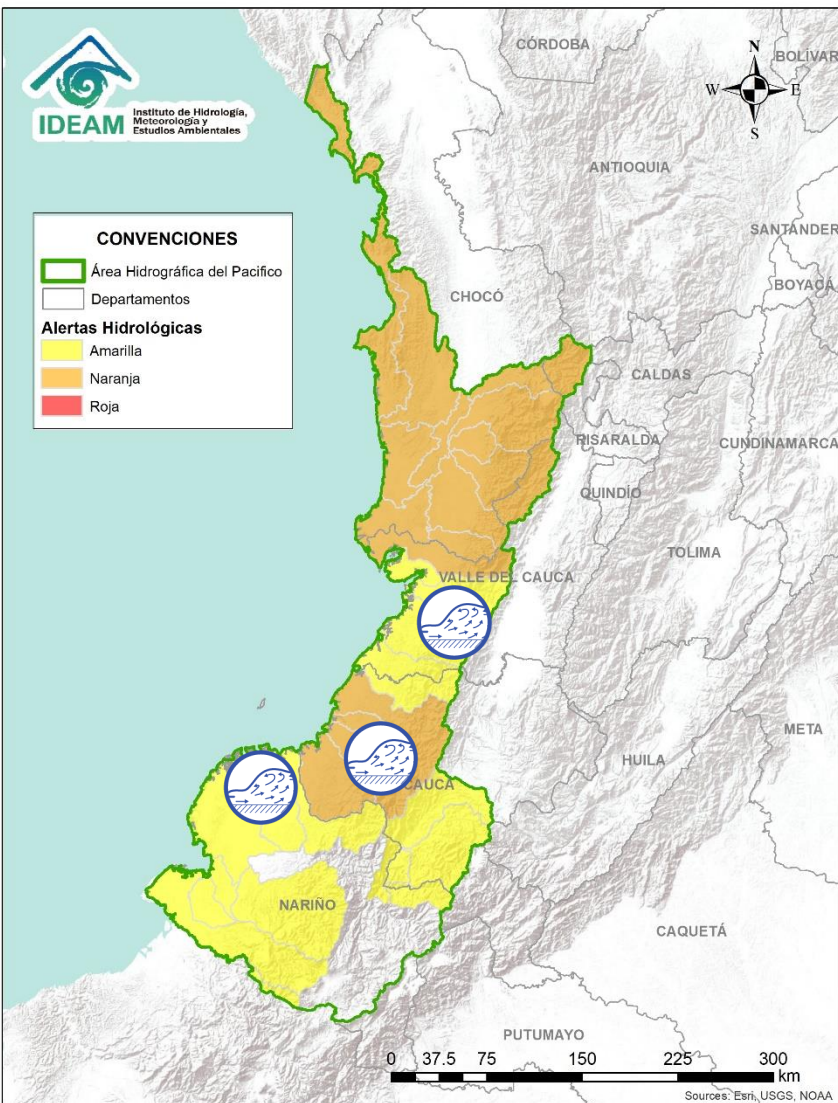 IDEAM
Instituto de Hidrología,
Meteorología y
Estudios Ambientales
CÓRDOBA
BOLÍVAR
N
W
E
S
ANTIOQUIA
SANTANDER
BOYACÁ
CONVENCIONES
Área Hidrográfica del Pacifico
Departamentos
Alertas Hidrológicas
Amarilla
Naranja
Roja
CHOCÓ
CALDAS
RISARALDA
CUNDINAMARCA
QUINDÍO
TOLIMA
VALLE DEL CAUCA
META
HUILA
CAUCA
NARIÑO
CAQUETÁ
PUTUMAYO
0 37.5 75 150 225 300
km
Sources: Esri, USGS, NOAA